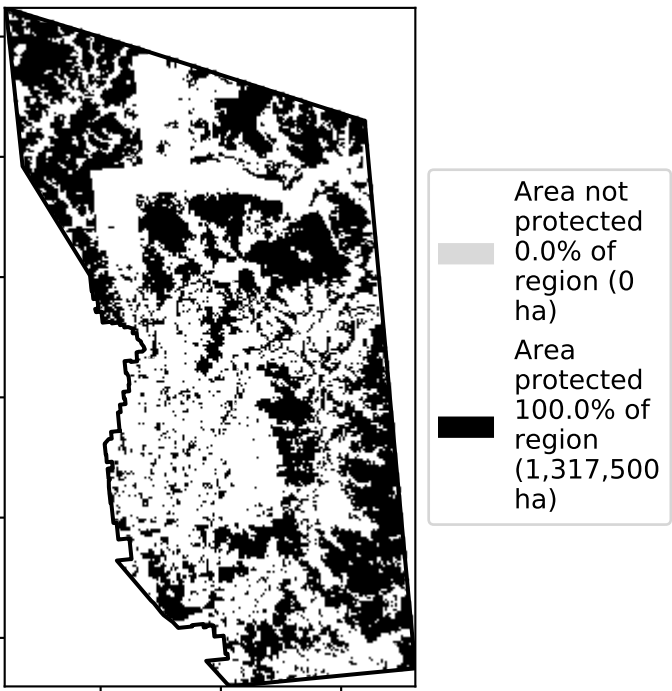 Area not
protected
0.0% of
region (0
ha)
Area
protected
100.0% of
region
(1,317,500
ha)